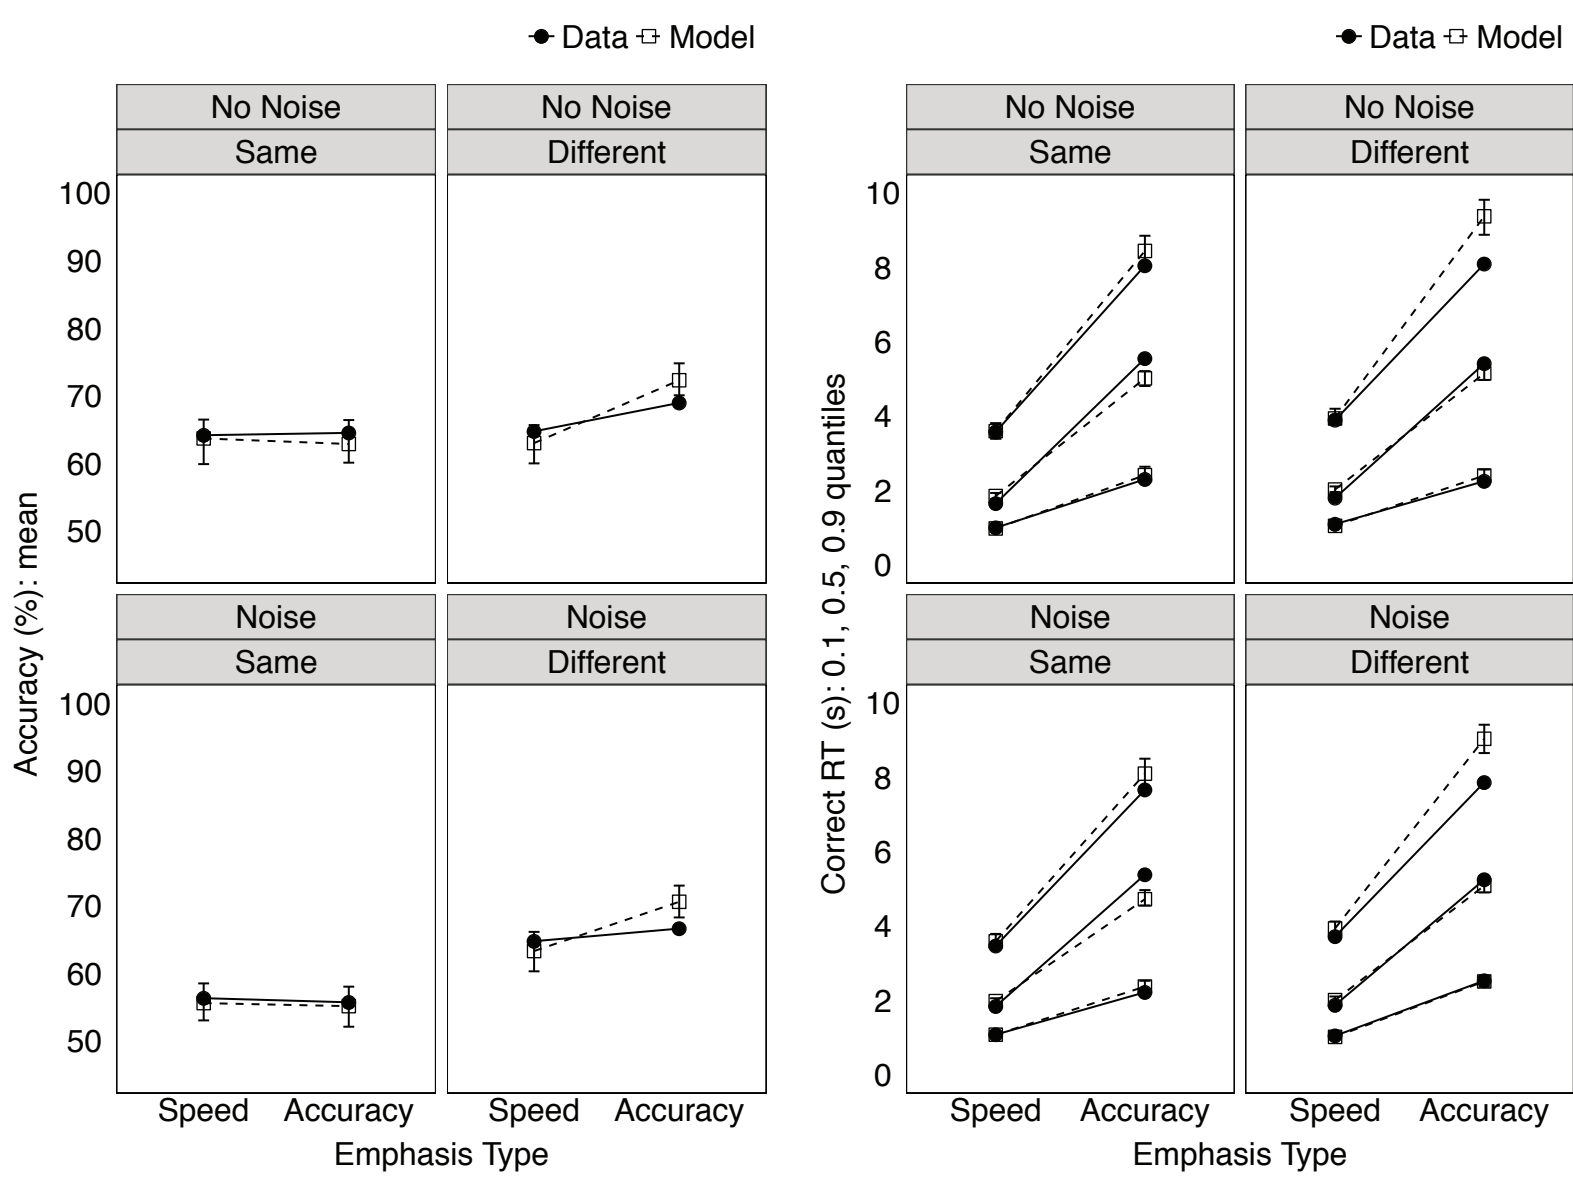 Data Model
No Noise No Noise
Same Different
100
90
80
70
60
50
Noise Noise
Same Different
100
90
80
70
60
50
Accuracy (%): mean
Speed Accuracy Speed Accuracy
Emphasis Type
Data Model
No Noise No Noise
Same Different
10
8
6
4
2
0
Noise Noise
Same Different
10
8
6
4
2
0
Correct RT (s): 0.1, 0.5, 0.9 quantiles
Speed Accuracy Speed Accuracy
Emphasis Type